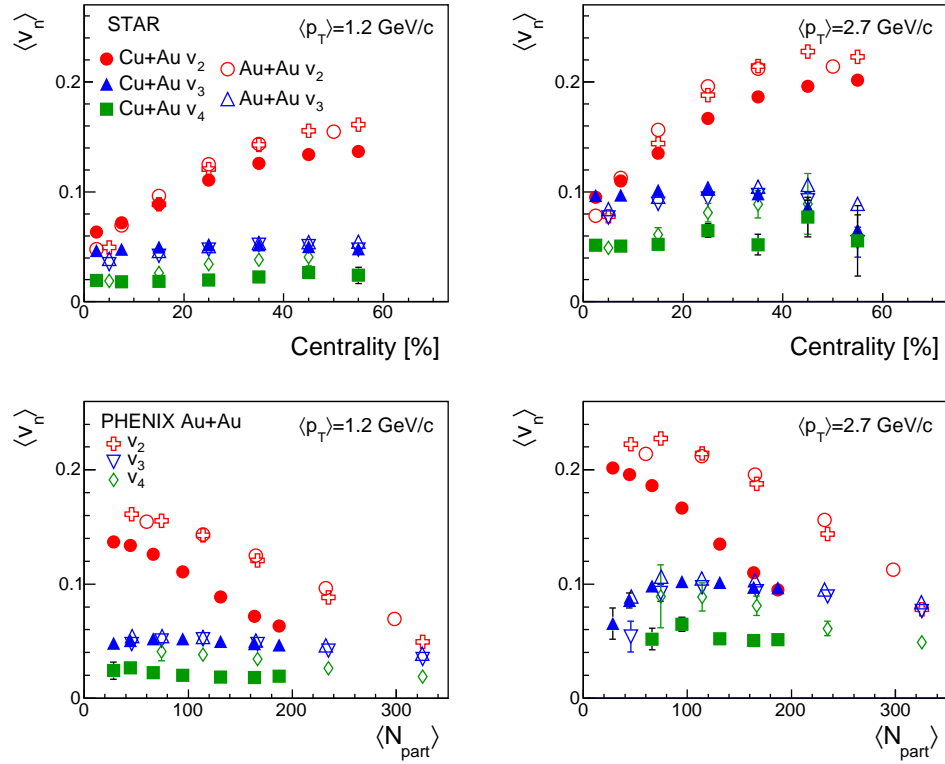 ⟨v_n⟩
STAR
⟨p_T⟩=1.2 GeV/c
Cu+Au v_2
Cu+Au v_3
Cu+Au v_4
Au+Au v_2
Au+Au v_3
0.2
0.1
0
0 20 40 60
Centrality [%]
⟨v_n⟩
⟨p_T⟩=2.7 GeV/c
0.2
0.1
0
0 20 40 60
Centrality [%]
⟨v_n⟩
PHENIX Au+Au
⟨p_T⟩=1.2 GeV/c
v_2
v_3
v_4
0.2
0.1
0
0 100 200 300
⟨N_part⟩
⟨v_n⟩
⟨p_T⟩=2.7 GeV/c
0.2
0.1
0
0 100 200 300
⟨N_part⟩